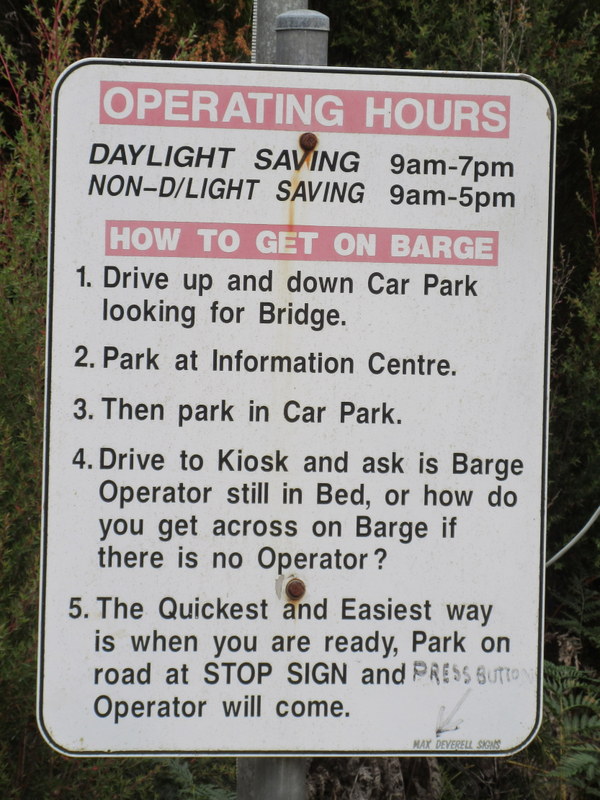 OPERATING HOURS
DAYLIGHT SAVING 9am-7pm
NON-D/LIGHT SAVING 9am-5pm
HOW TO GET ON BARGE
1. Drive up and down Car Park
looking for Bridge.
2. Park at Information Centre.
3. Then park in Car Park.
4. Drive to Kiosk and ask is Barge
Operator still in Bed, or how do
you get across on Barge if
there is no Operator?
5. The Quickest and Easiest way
is when you are ready, Park on
road at STOP SIGN and PRESS BUTTON
Operator will come.
MAX DEVERELL SIGNS